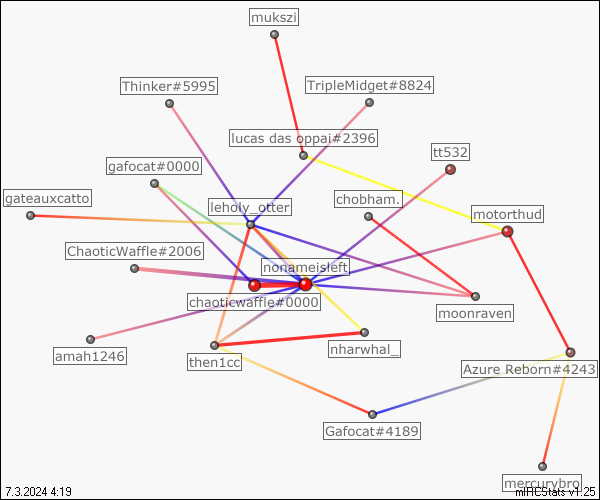 mukszi
Thinker#5995
TripleMidget#8824
lucas das oppai#2396
tt532
gafocat#0000
gateauxcatto
leholy_otter
chobham.
motorthud
ChaoticWaffle#2006
nonameisleft
chaoticwaffle#0000
moonraven
amah1246
then1cc
nharwhal_
Azure Reborn#4243
Gafocat#4189
mercurybro
7.3.2024 4:19
mIRCStats v1.25